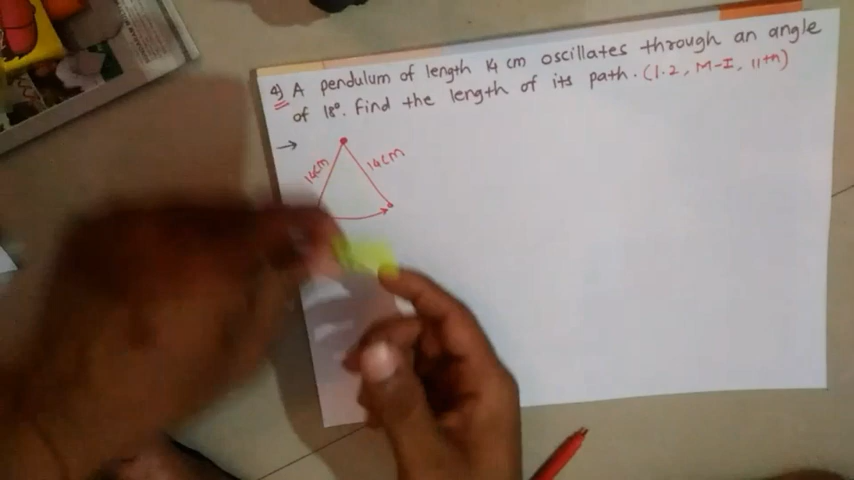 4) A pendulum of length 14 cm oscillates through an angle
of 18°. Find the length of its path. (1.2, M-I, 11th)
→
14cm 14cm